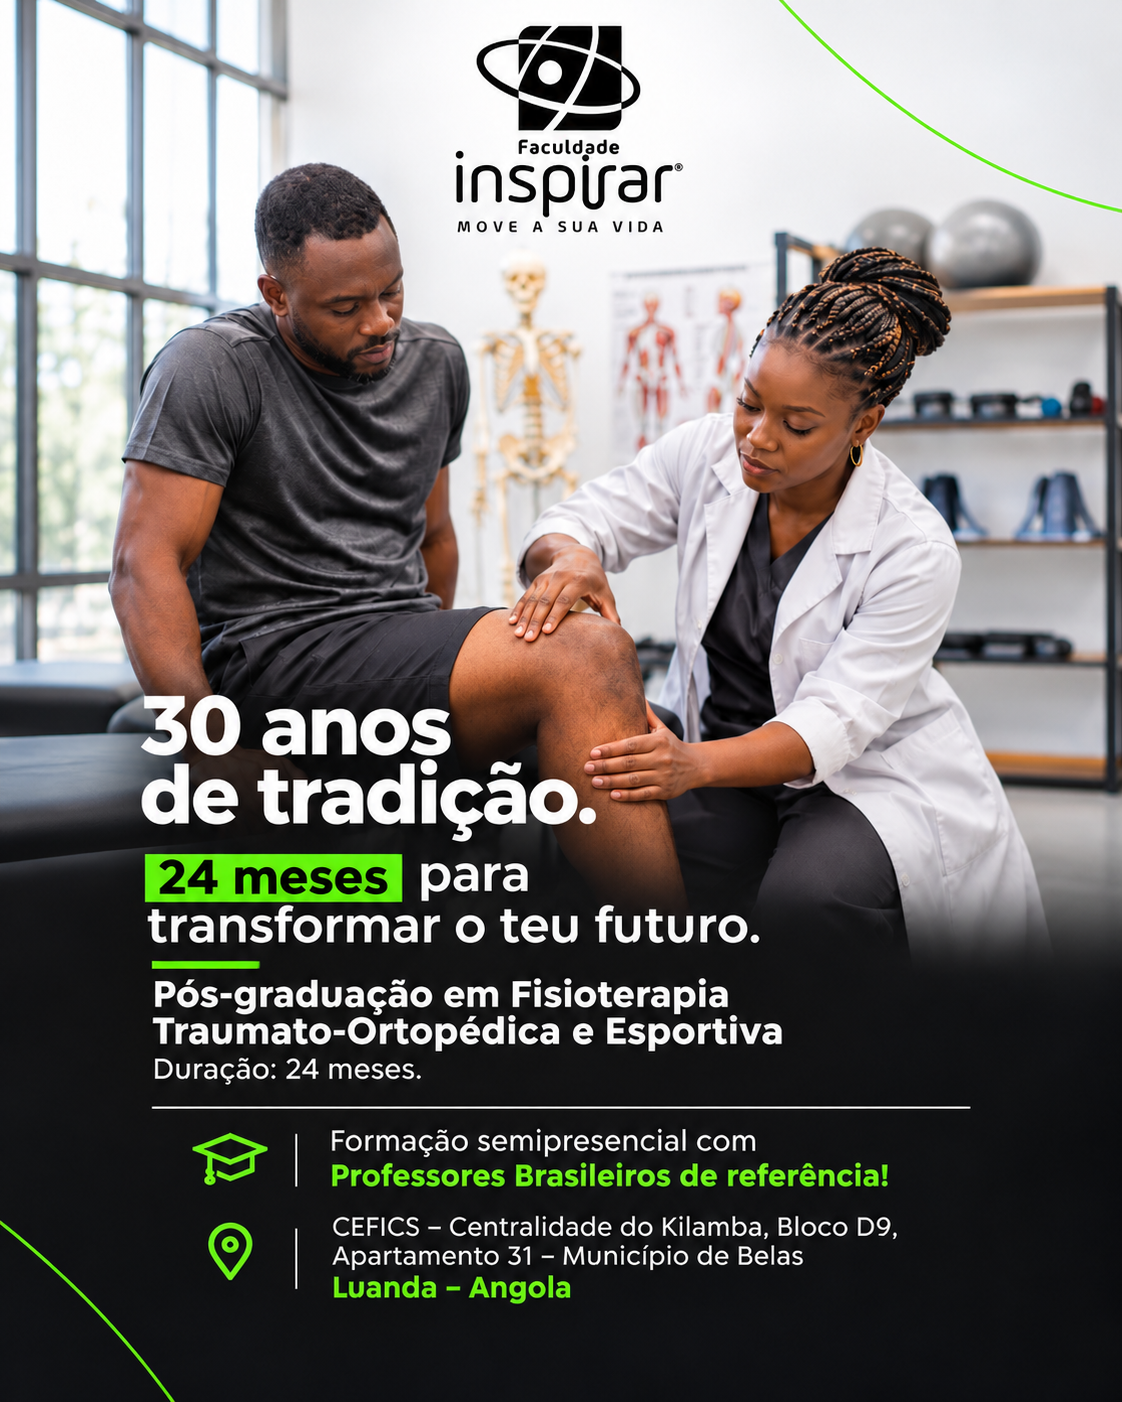 Faculdade
inspirar®
MOVE A SUA VIDA
30 anos
de tradição.
24 meses para
transformar o teu futuro.
Pós-graduação em Fisioterapia
Traumato-Ortopédica e Esportiva
Duração: 24 meses.
Formação semipresencial com
Professores Brasileiros de referência!
CEFICS – Centralidade do Kilamba, Bloco D9,
Apartamento 31 – Município de Belas
Luanda – Angola